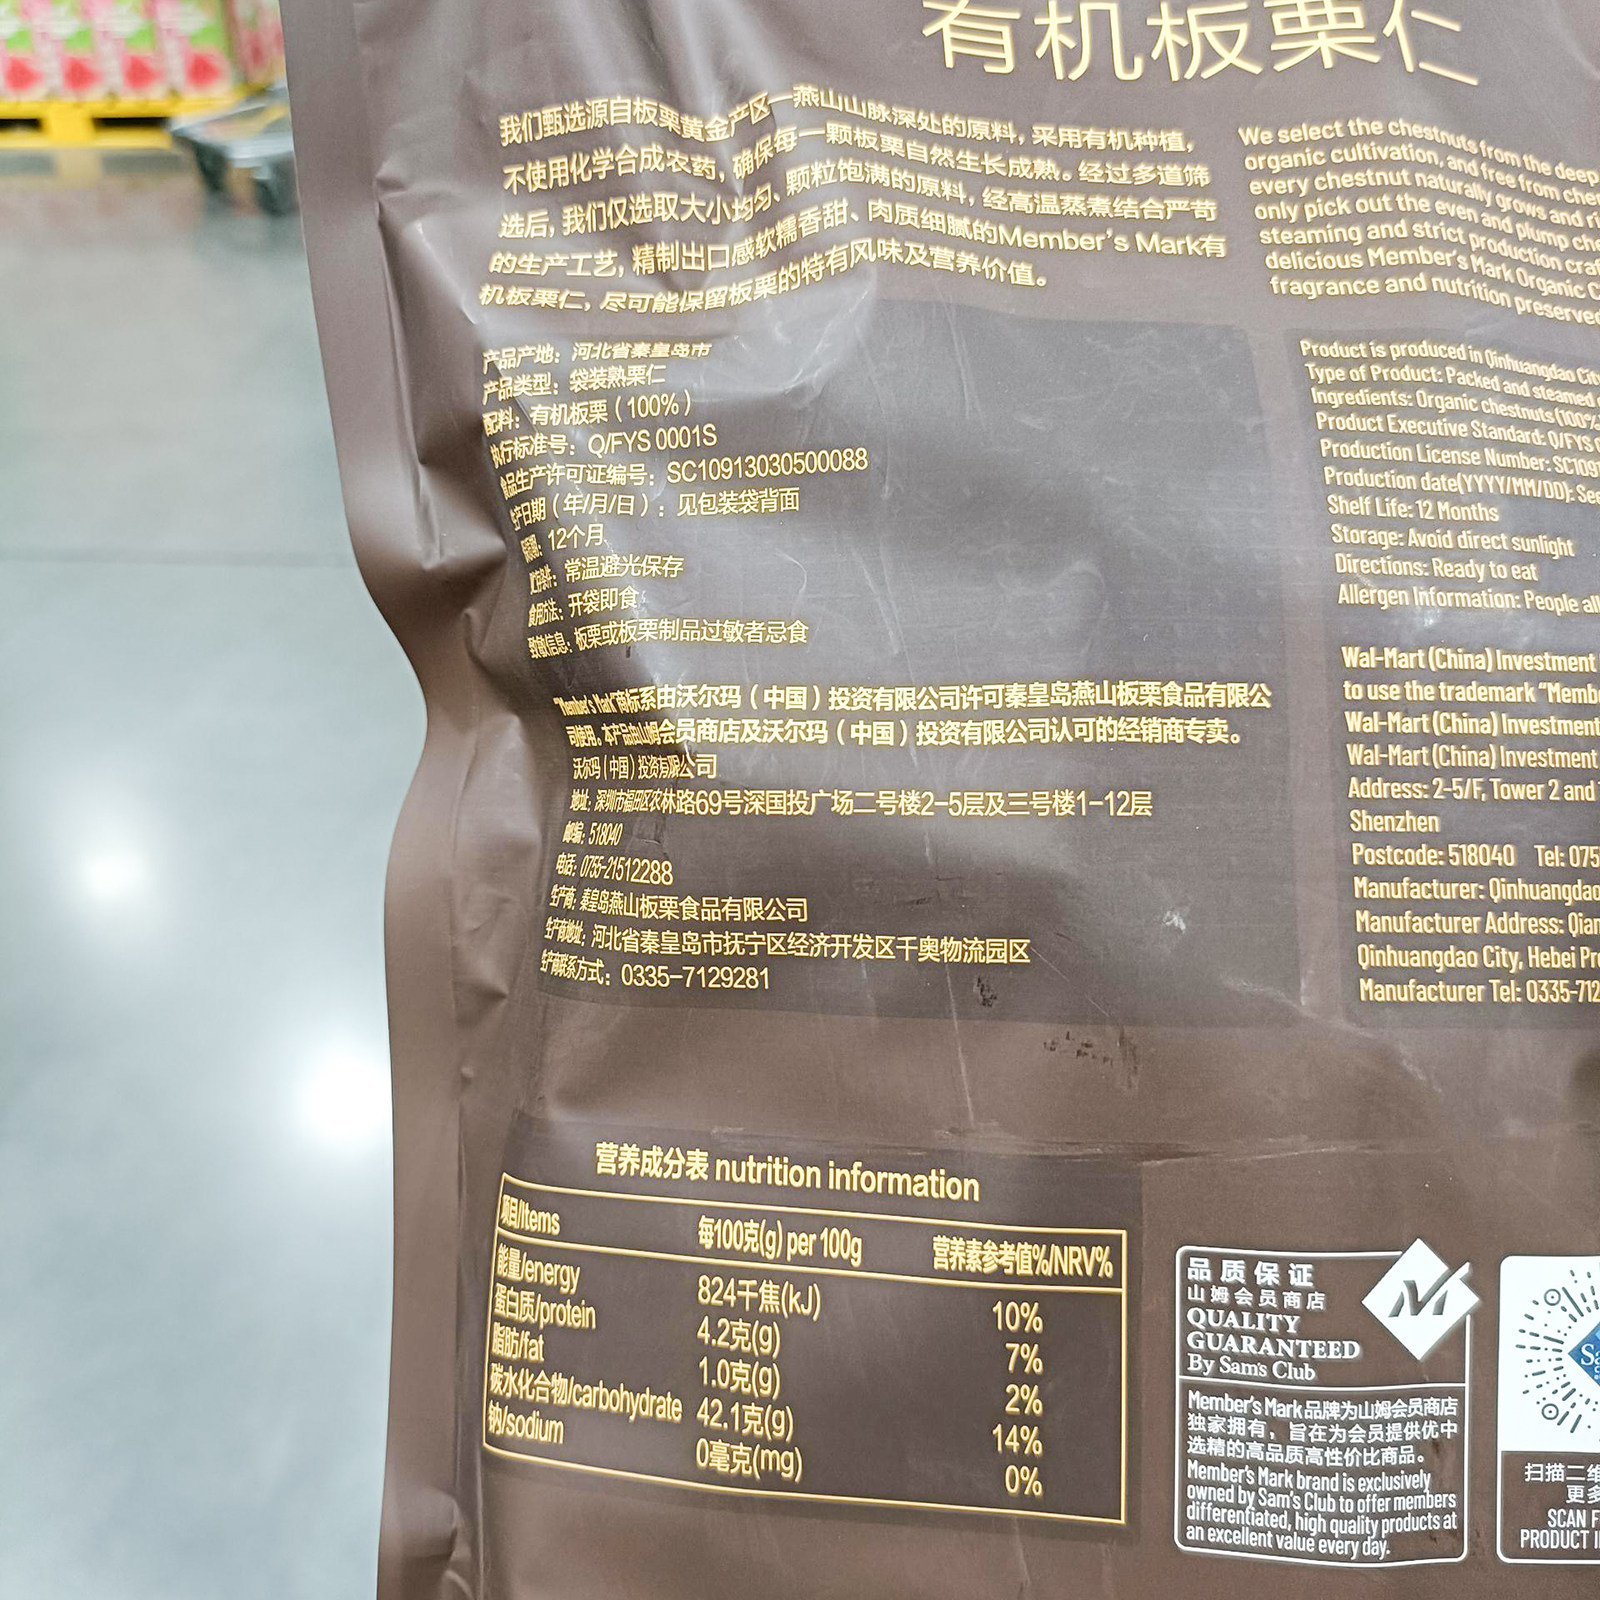 有机板栗仁
我们甄选源自板栗黄金产区—燕山山脉深处的原料，采用有机种植，
不使用化学合成农药，确保每一颗板栗自然生长成熟。经过多道筛
选后，我们仅选取大小均匀、颗粒饱满的原料，经高温蒸煮结合严苛
的生产工艺，精制出口感软糯香甜、肉质细腻的Member's Mark有
机板栗仁，尽可能保留板栗的特有风味及营养价值。
We select the chestnuts from the deep
organic cultivation, and free from
every chestnut naturally grows and
only pick out the even and plump
steaming and strict production
delicious Member's Mark Organic
fragrance and nutrition preserved
产品产地：河北省秦皇岛市
产品类型：袋装熟栗仁
配料：有机板栗（100%）
执行标准号：Q/FYS 0001S
食品生产许可证编号：SC10913030500088
生产日期（年/月/日）：见包装袋背面
12个月
常温避光保存
食用方法：开袋即食
致敏信息：板栗或板栗制品过敏者忌食
Product is produced in Qinhuangdao City
Type of Product: Packed and steamed
Ingredients: Organic chestnuts(100%
Product Executive Standard: Q/FYS
Production License Number: SC109
Production date(YYYY/MM/DD): See
Shelf Life: 12 Months
Storage: Avoid direct sunlight
Directions: Ready to eat
Allergen Information: People
"Member's Mark"商标系由沃尔玛（中国）投资有限公司许可秦皇岛燕山板栗食品有限公
司使用。本产品由山姆会员商店及沃尔玛（中国）投资有限公司认可的经销商专卖。
沃尔玛（中国）投资有限公司
地址：深圳市福田区农林路69号深国投广场二号楼2-5层及三号楼1-12层
邮编：518040
电话：0755-21512288
生产商：秦皇岛燕山板栗食品有限公司
生产商地址：河北省秦皇岛市抚宁区经济开发区千奥物流园区
生产商联系方式：0335-7129281
Wal-Mart (China) Investment
to use the trademark "Memb
Wal-Mart (China) Investment
Wal-Mart (China) Investment
Address: 2-5/F, Tower 2 and
Shenzhen
Postcode: 518040 Tel: 075
Manufacturer: Qinhuangdao
Manufacturer Address: Qian
Qinhuangdao City, Hebei
Manufacturer Tel: 0335-712
营养成分表 nutrition information
项目/Items 每100克(g) per 100g 营养素参考值%/NRV%
能量/energy 824千焦(kJ) 10%
蛋白质/protein 4.2克(g) 7%
脂肪/fat 1.0克(g) 2%
碳水化合物/carbohydrate 42.1克(g) 14%
钠/sodium 0毫克(mg) 0%
品质保证
山姆会员商店
QUALITY
GUARANTEED
By Sam's Club
Member's Mark品牌为山姆会员商店
独家拥有，旨在为会员提供优中
选精的高品质高性价比商品。
Member's Mark brand is exclusively
owned by Sam's Club to offer members
differentiated, high quality products at
an excellent value every day.
扫描二维
更多
SCAN
PRODUCT